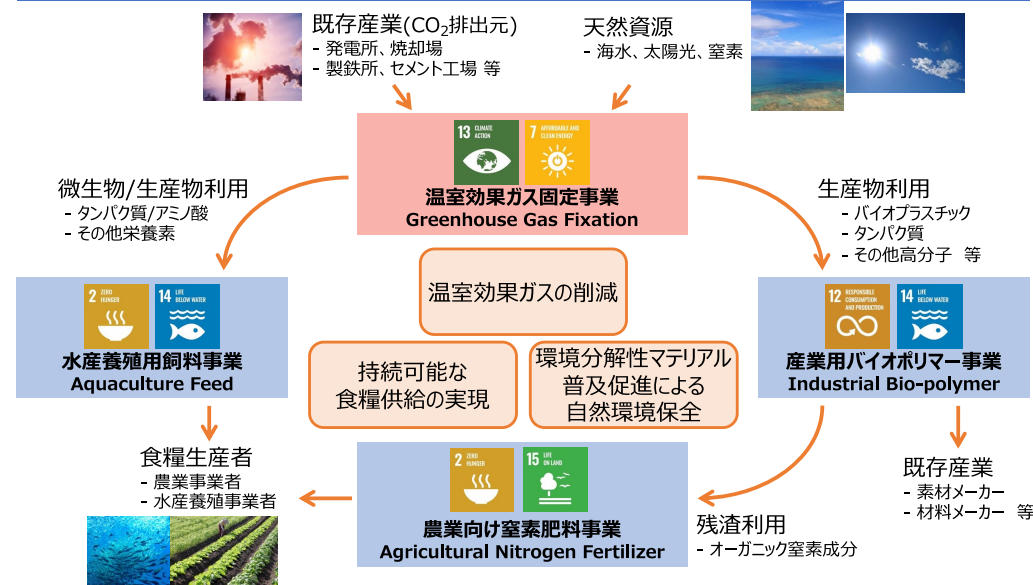 既存産業(CO₂排出元)
- 発電所、焼却場
- 製鉄所、セメント工場 等
天然資源
- 海水、太陽光、窒素
13 CLIMATE ACTION
7 AFFORDABLE AND CLEAN ENERGY
温室効果ガス固定事業
Greenhouse Gas Fixation
微生物/生産物利用
- タンパク質/アミノ酸
- その他栄養素
生産物利用
- バイオプラスチック
- タンパク質
- その他高分子 等
2 ZERO HUNGER
14 LIFE BELOW WATER
水産養殖用飼料事業
Aquaculture Feed
温室効果ガスの削減
持続可能な
食糧供給の実現
環境分解性マテリアル
普及促進による
自然環境保全
12 RESPONSIBLE CONSUMPTION AND PRODUCTION
14 LIFE BELOW WATER
産業用バイオポリマー事業
Industrial Bio-polymer
食糧生産者
- 農業事業者
- 水産養殖事業者
2 ZERO HUNGER
15 LIFE ON LAND
農業向け窒素肥料事業
Agricultural Nitrogen Fertilizer
残渣利用
- オーガニック窒素成分
既存産業
- 素材メーカー
- 材料メーカー 等